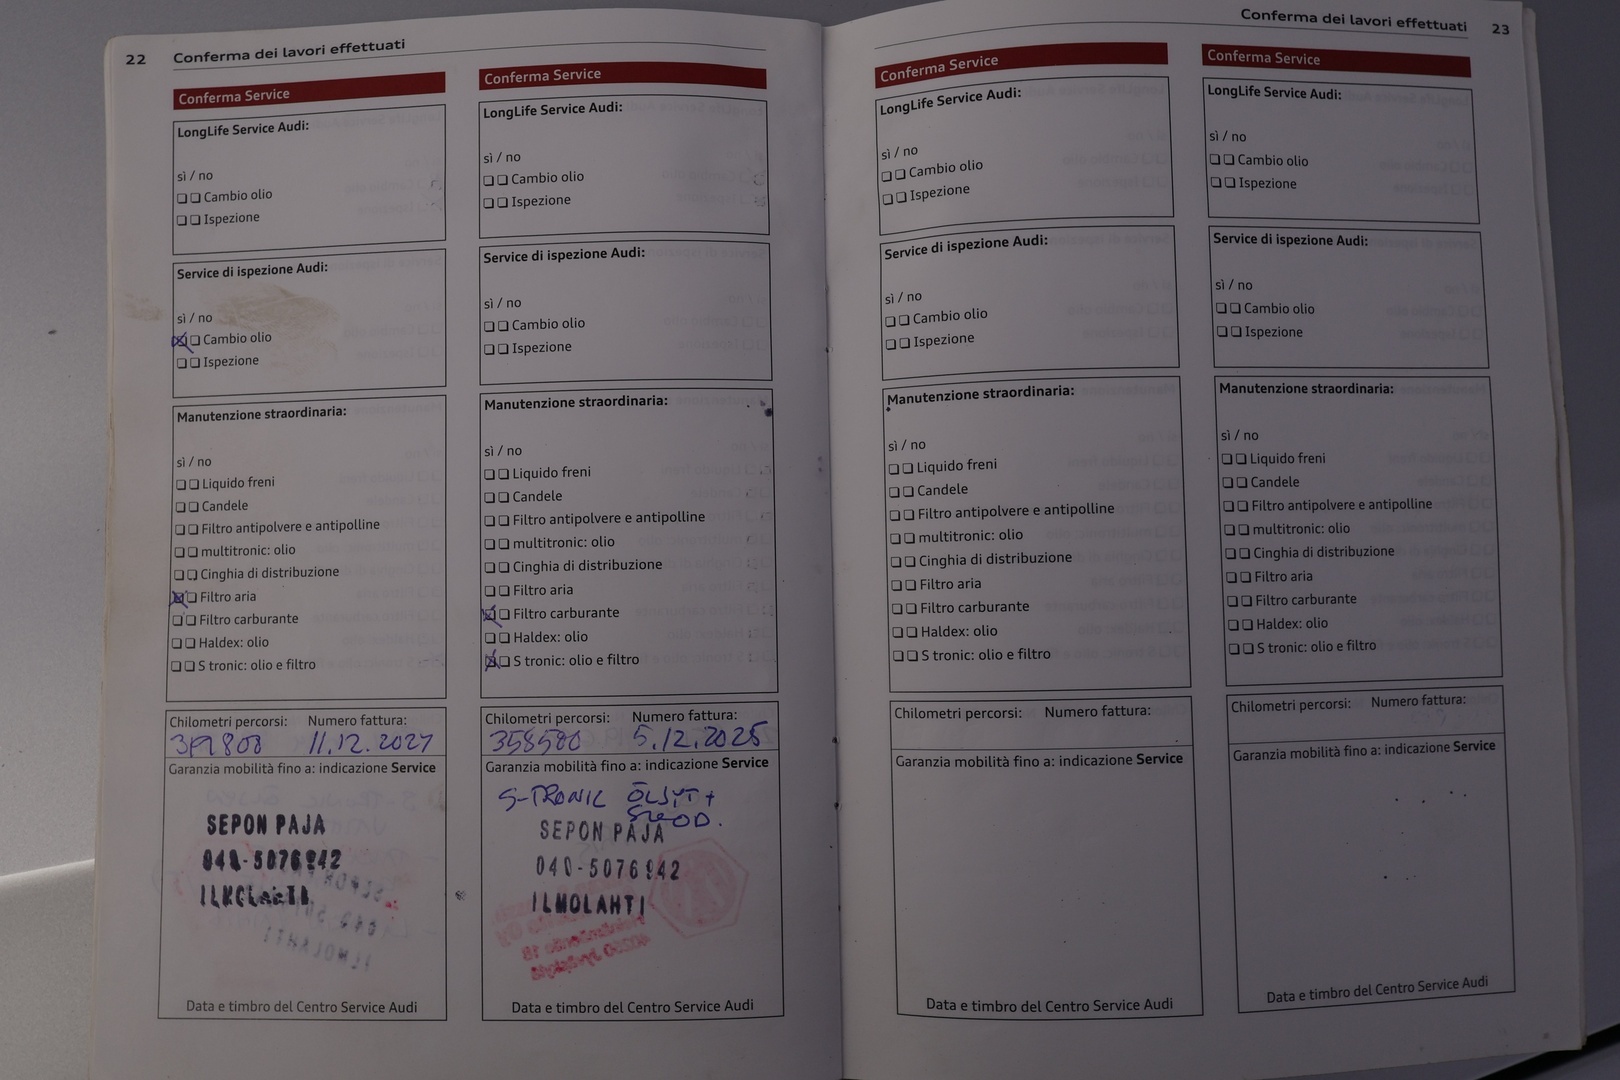 22 Conferma dei lavori effettuati
Conferma Service
LongLife Service Audi:
sì / no
Cambio olio
Ispezione
Service di ispezione Audi:
sì / no
Cambio olio
Ispezione
Manutenzione straordinaria:
sì / no
Liquido freni
Candele
Filtro antipolvere e antipolline
multitronic: olio
Cinghia di distribuzione
Filtro aria
Filtro carburante
Haldex: olio
S tronic: olio e filtro
Chilometri percorsi: Numero fattura:
Garanzia mobilità fino a: indicazione Service
SEPON PAJA
040-5076942
ILMOLAHTI
Data e timbro del Centro Service Audi
Conferma Service
LongLife Service Audi:
sì / no
Cambio olio
Ispezione
Service di ispezione Audi:
sì / no
Cambio olio
Ispezione
Manutenzione straordinaria:
sì / no
Liquido freni
Candele
Filtro antipolvere e antipolline
multitronic: olio
Cinghia di distribuzione
Filtro aria
Filtro carburante
Haldex: olio
S tronic: olio e filtro
Chilometri percorsi: Numero fattura:
358500 5.12.2025
Garanzia mobilità fino a: indicazione Service
S-TRONIC ÖLJYT +
SUOD.
SEPON PAJA
040-5076942
ILMOLAHTI
Data e timbro del Centro Service Audi
Conferma dei lavori effettuati 23
Conferma Service
LongLife Service Audi:
sì / no
Cambio olio
Ispezione
Service di ispezione Audi:
sì / no
Cambio olio
Ispezione
Manutenzione straordinaria:
sì / no
Liquido freni
Candele
Filtro antipolvere e antipolline
multitronic: olio
Cinghia di distribuzione
Filtro aria
Filtro carburante
Haldex: olio
S tronic: olio e filtro
Chilometri percorsi: Numero fattura:
Garanzia mobilità fino a: indicazione Service
Data e timbro del Centro Service Audi
Conferma Service
LongLife Service Audi:
sì / no
Cambio olio
Ispezione
Service di ispezione Audi:
sì / no
Cambio olio
Ispezione
Manutenzione straordinaria:
sì / no
Liquido freni
Candele
Filtro antipolvere e antipolline
multitronic: olio
Cinghia di distribuzione
Filtro aria
Filtro carburante
Haldex: olio
S tronic: olio e filtro
Chilometri percorsi: Numero fattura:
Garanzia mobilità fino a: indicazione Service
Data e timbro del Centro Service Audi